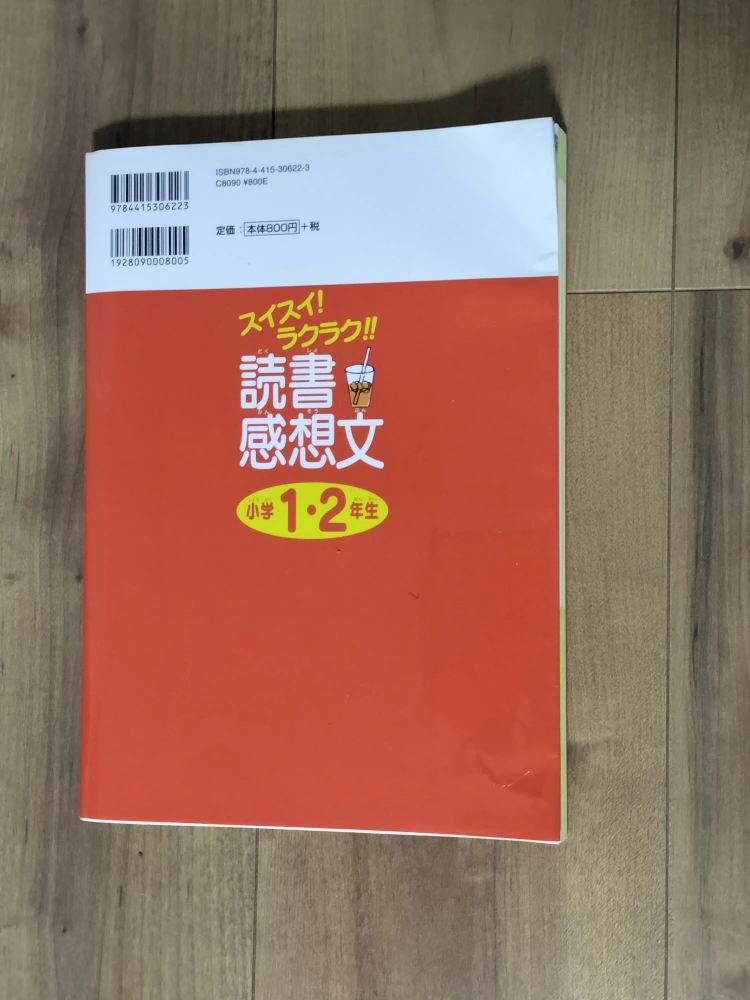 ISBN978-4-415-30622-3
C8090 ¥800E
9784415306223
定価：本体800円+税
1928090008005
スイスイ！
ラクラク!!
読書
感想文
小学1・2年生